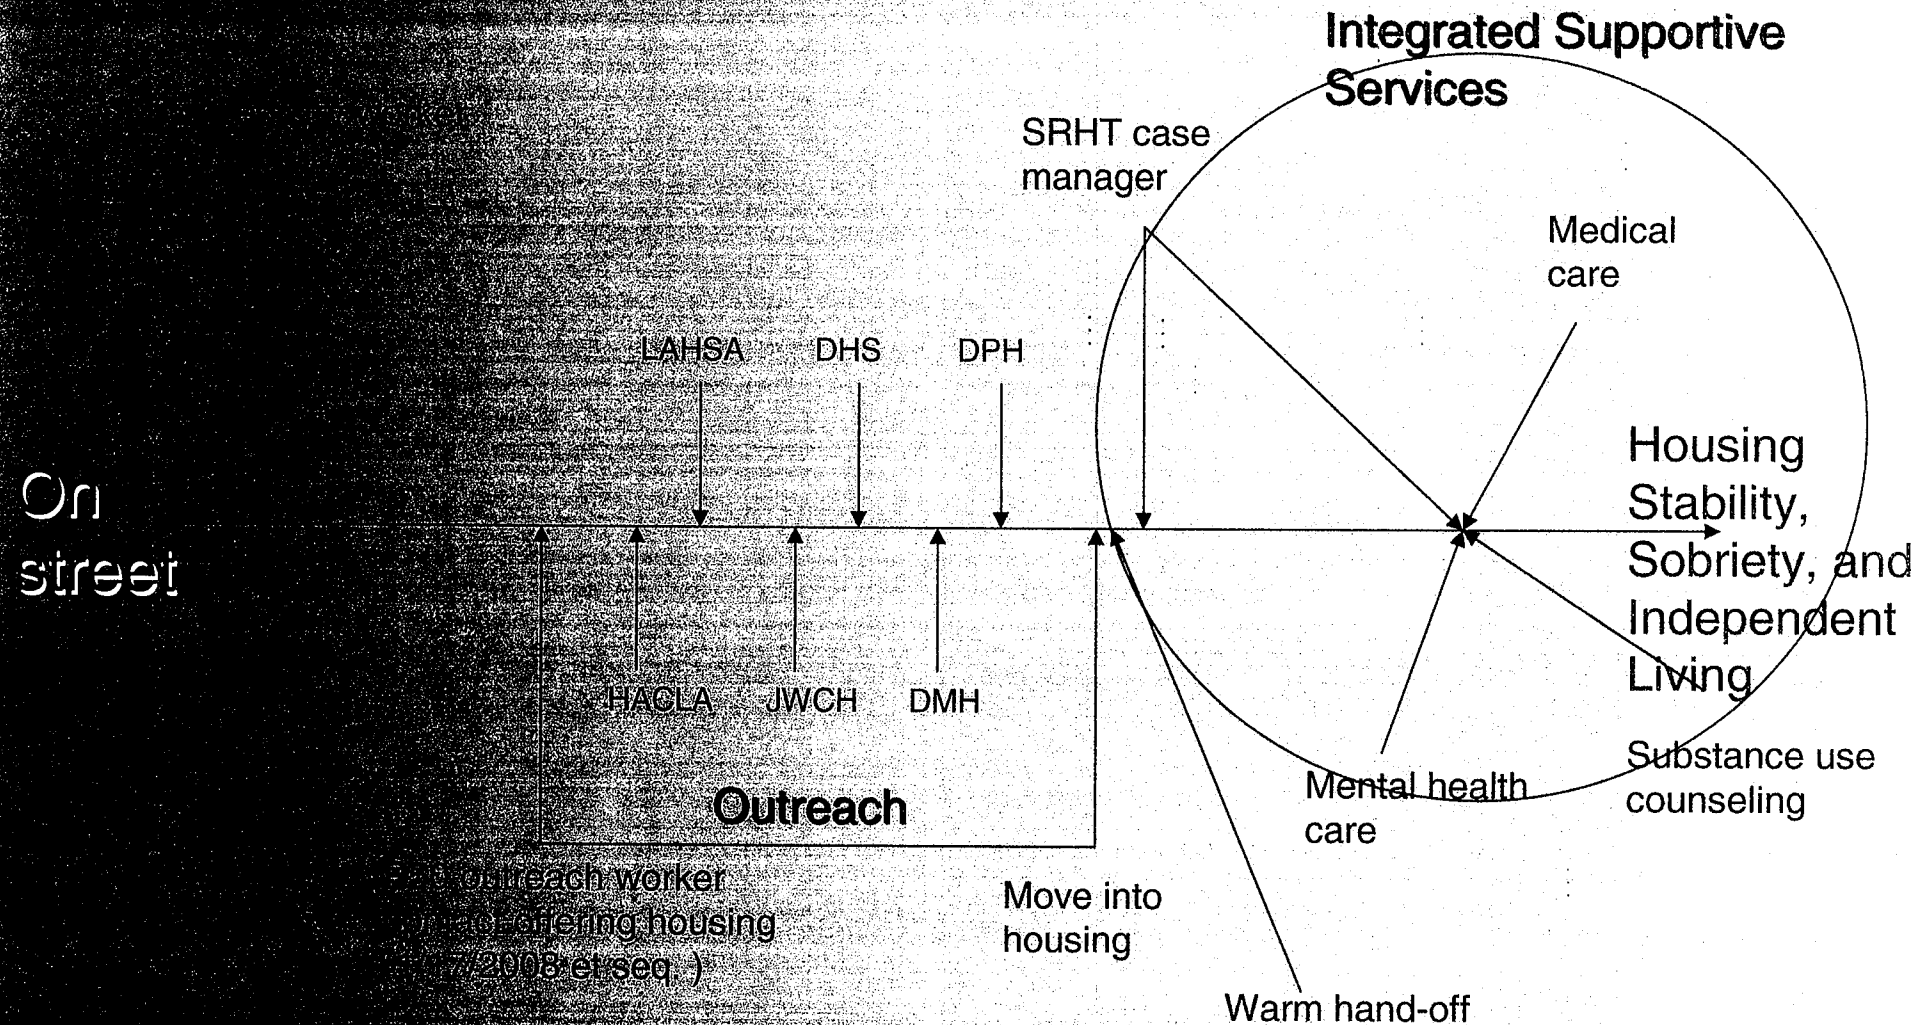 Integrated Supportive
Services
SRHT case
manager
Medical
care
LAHSA
DHS
DPH
On
street
Housing
Stability,
Sobriety, and
Independent
Living
HACLA
JWCH
DMH
Outreach
Mental health
care
Substance use
counseling
outreach worker
offering housing
/2008 et seq. )
Move into
housing
Warm hand-off